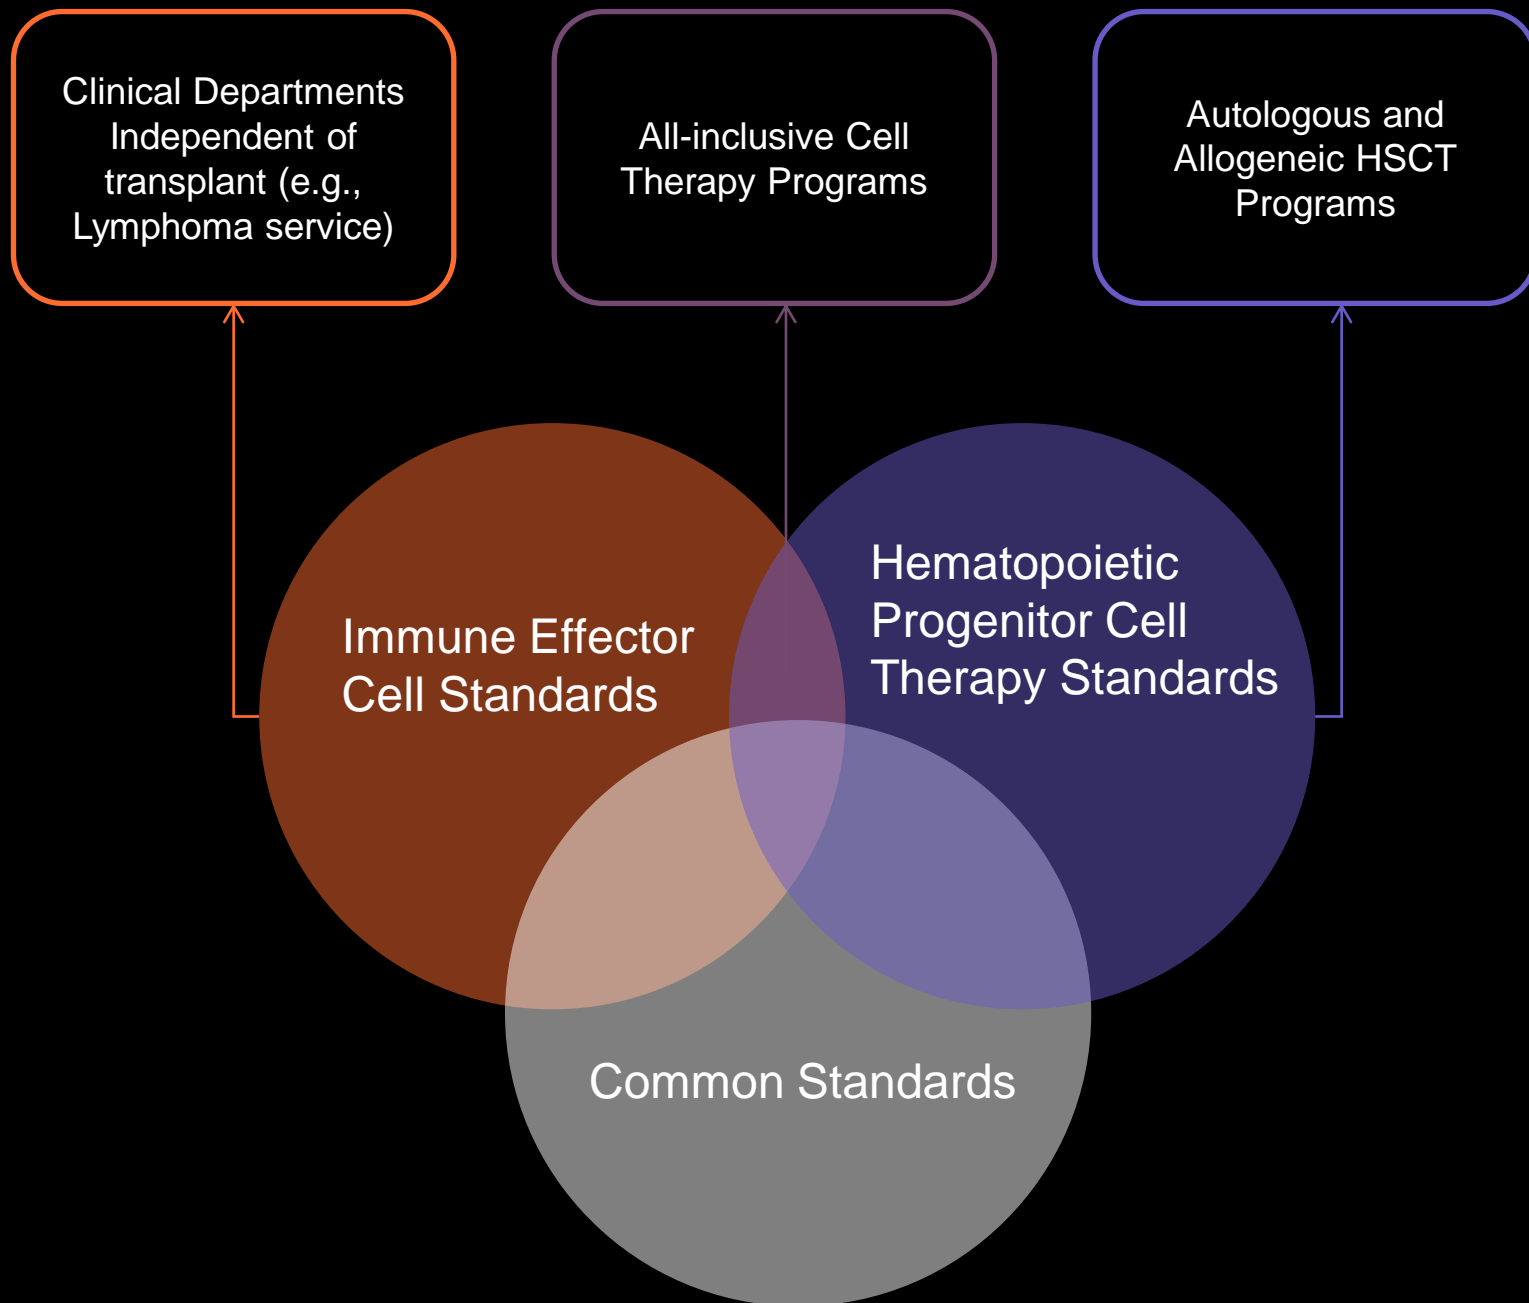 Clinical Departments
Independent of
transplant (e.g.,
Lymphoma service)
All-inclusive Cell
Therapy Programs
Autologous and
Allogeneic HSCT
Programs
Immune Effector
Cell Standards
Hematopoietic
Progenitor Cell
Therapy Standards
Common Standards